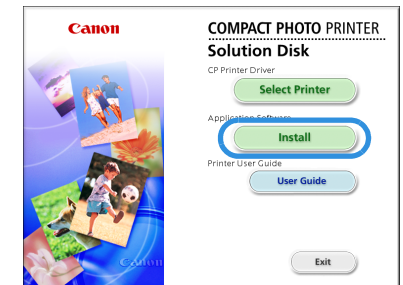 Canon
COMPACT PHOTO PRINTER
Solution Disk
CP Printer Driver
Select Printer
Application Software
Install
Printer User Guide
User Guide
Canon
Exit